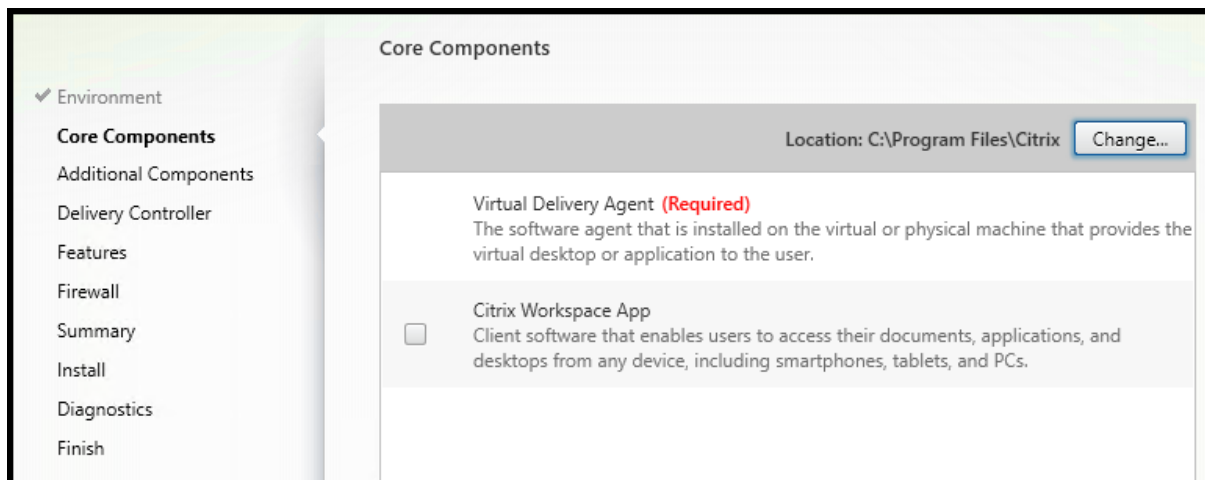 Core Components
Environment
Core Components
Additional Components
Delivery Controller
Features
Firewall
Summary
Install
Diagnostics
Finish
Location: C:\Program Files\Citrix
Change...
Virtual Delivery Agent (Required)
The software agent that is installed on the virtual or physical machine that provides the
virtual desktop or application to the user.
Citrix Workspace App
Client software that enables users to access their documents, applications, and
desktops from any device, including smartphones, tablets, and PCs.